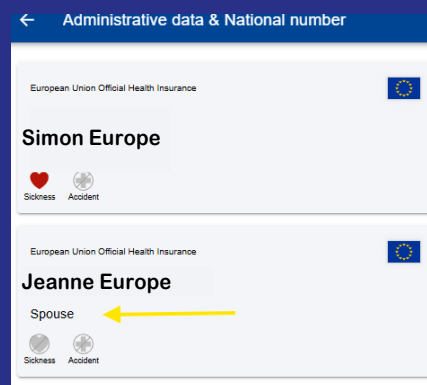 Administrative data & National number
European Union Official Health Insurance
Simon Europe
Sickness Accident
European Union Official Health Insurance
Jeanne Europe
Spouse
Sickness Accident